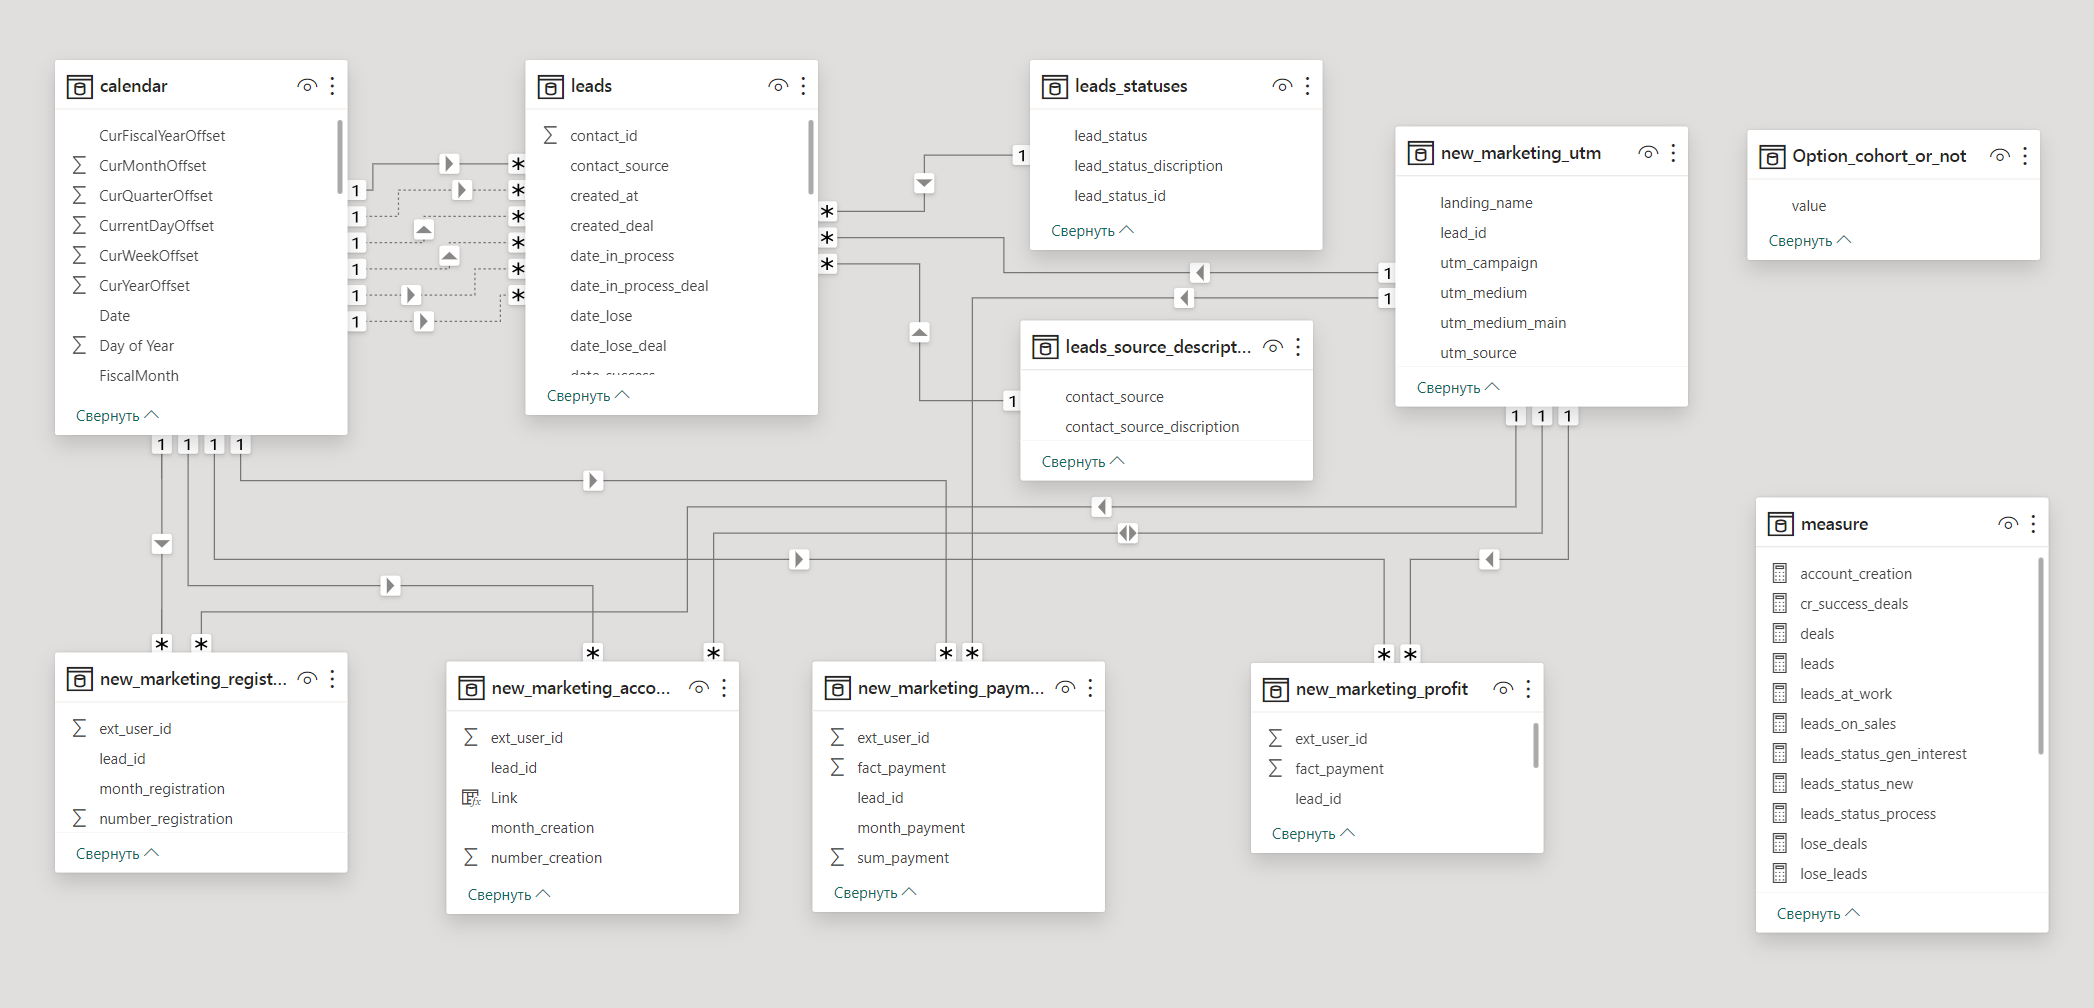 calendar
CurFiscalYearOffset
CurMonthOffset
CurQuarterOffset
CurrentDayOffset
CurWeekOffset
CurYearOffset
Date
Day of Year
FiscalMonth
Свернуть
leads
contact_id
contact_source
created_at
created_deal
date_in_process
date_in_process_deal
date_lose
date_lose_deal
date_success
Свернуть
leads_statuses
lead_status
lead_status_discription
lead_status_id
Свернуть
new_marketing_utm
landing_name
lead_id
utm_campaign
utm_medium
utm_medium_main
utm_source
Свернуть
Option_cohort_or_not
value
Свернуть
leads_source_descript...
contact_source
contact_source_discription
Свернуть
1
1
1
1
1
1
*
*
*
*
*
*
*
*
*
1
1
1
1
1
1
1
1
1
1
1
1
*
*
*
*
*
*
*
*
new_marketing_regist...
ext_user_id
lead_id
month_registration
number_registration
Свернуть
new_marketing_acco...
ext_user_id
lead_id
Link
month_creation
number_creation
Свернуть
new_marketing_paym...
ext_user_id
fact_payment
lead_id
month_payment
sum_payment
Свернуть
new_marketing_profit
ext_user_id
fact_payment
lead_id
Свернуть
measure
account_creation
cr_success_deals
deals
leads
leads_at_work
leads_on_sales
leads_status_gen_interest
leads_status_new
leads_status_process
lose_deals
lose_leads
Свернуть